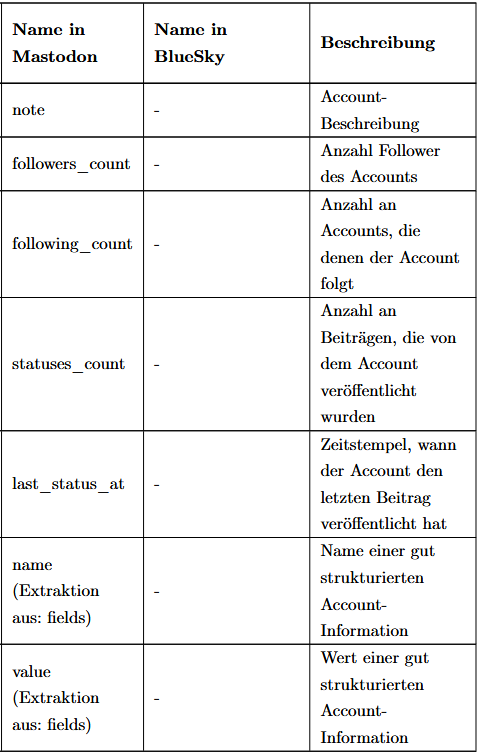 Name in
Mastodon
Name in
BlueSky
Beschreibung
note
-
Account-
Beschreibung
followers_count
-
Anzahl Follower
des Accounts
following_count
-
Anzahl an
Accounts, die
denen der Account
folgt
statuses_count
-
Anzahl an
Beiträgen, die von
dem Account
veröffentlicht
wurden
last_status_at
-
Zeitstempel, wann
der Account den
letzten Beitrag
veröffentlicht hat
name
(Extraktion
aus: fields)
-
Name einer gut
strukturierten
Account-
Information
value
(Extraktion
aus: fields)
-
Wert einer gut
strukturierten
Account-
Information